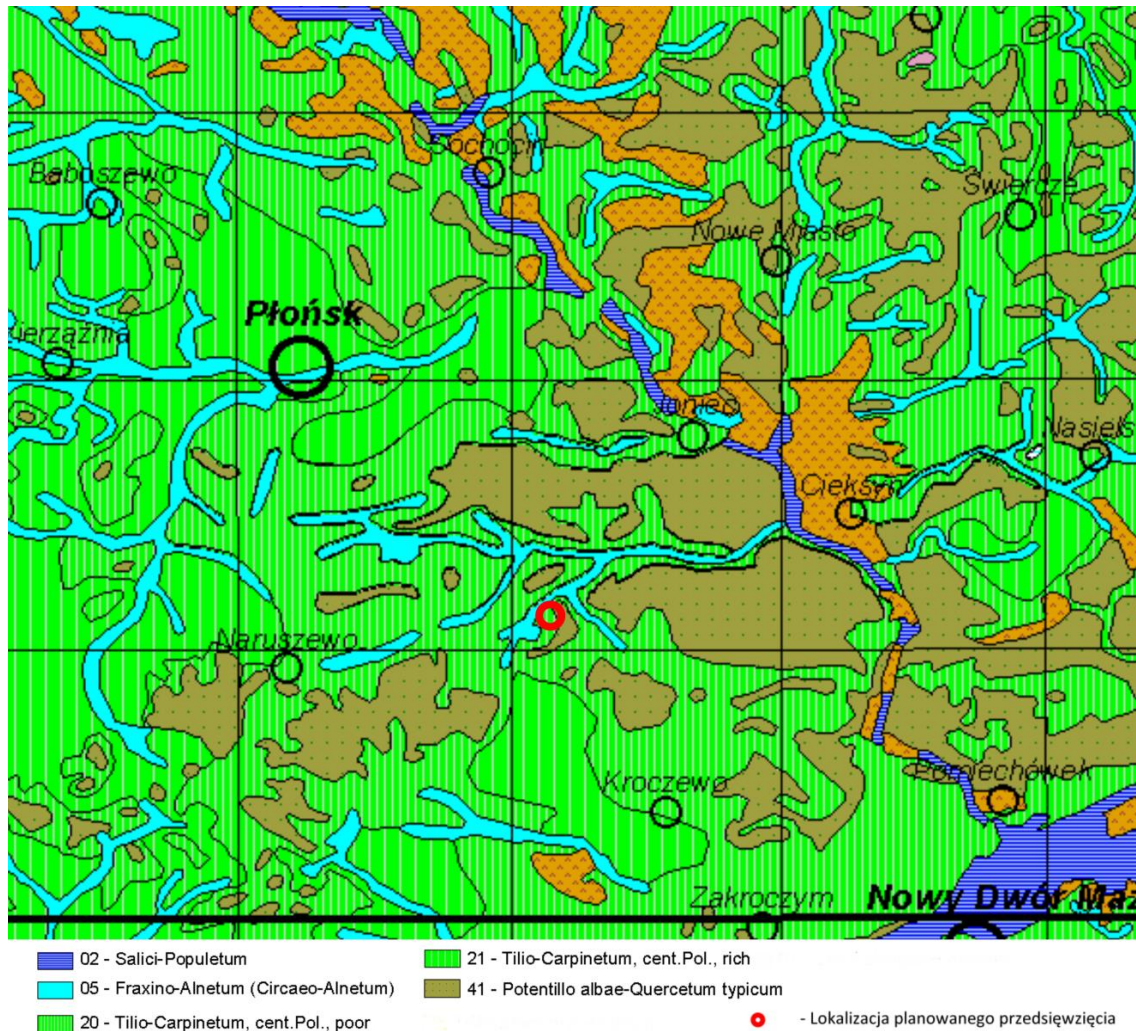 Sochocin
Baboszewo
Świercze
Nowe Miasto
Płońsk
ierzążnia
Joniec
Nasiels
Cieksyn
Naruszewo
Pomiechówek
Kroczewo
Zakroczym
Nowy Dwór Maz
02 - Salici-Populetum
21 - Tilio-Carpinetum, cent.Pol., rich
05 - Fraxino-Alnetum (Circaeo-Alnetum)
41 - Potentillo albae-Quercetum typicum
20 - Tilio-Carpinetum, cent.Pol., poor
- Lokalizacja planowanego przedsięwzięcia